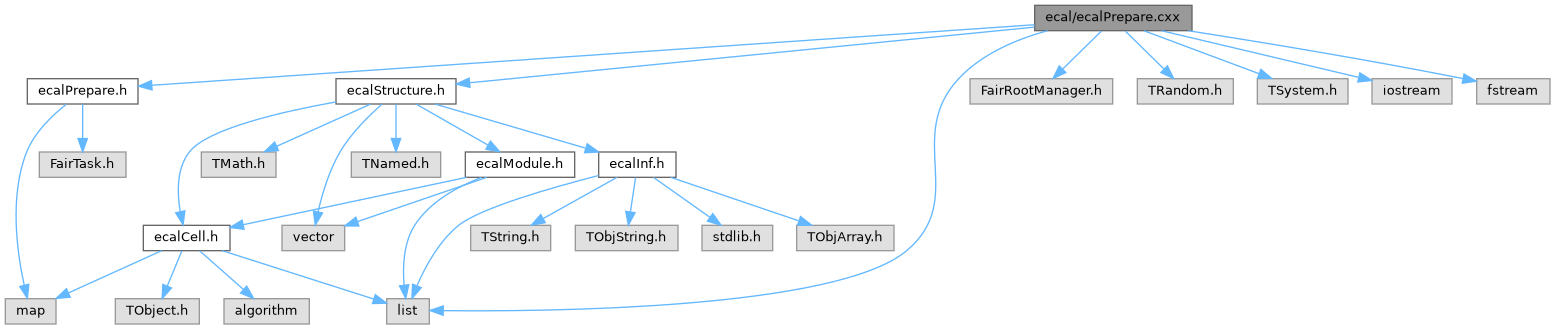 ecal/ecalPrepare.cxx
ecalPrepare.h
ecalStructure.h
FairRootManager.h
TRandom.h
TSystem.h
iostream
fstream
FairTask.h
TMath.h
TNamed.h
ecalModule.h
ecalInf.h
ecalCell.h
vector
TString.h
TObjString.h
stdlib.h
TObjArray.h
map
TObject.h
algorithm
list